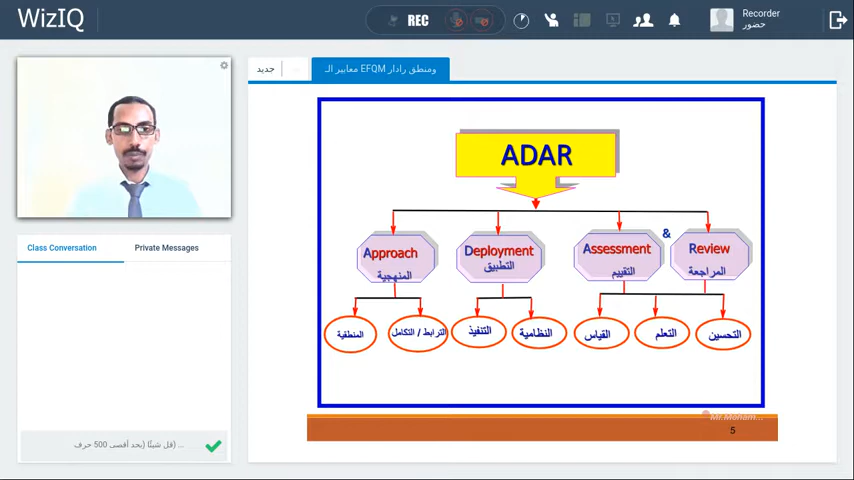 WizIQ
REC
Recorder
حضور
جديد
معايير الـ EFQM ومنطق رادار
ADAR
Approach
المنهجية
Deployment
التطبيق
Assessment
التقييم
&
Review
المراجعة
المنطقية
الترابط / التكامل
التنفيذ
النظامية
القياس
التعلم
التحسين
Mr.Moham...
5
Class Conversation
Private Messages
قل شيئًا (بحد أقصى 500 حرف) ...